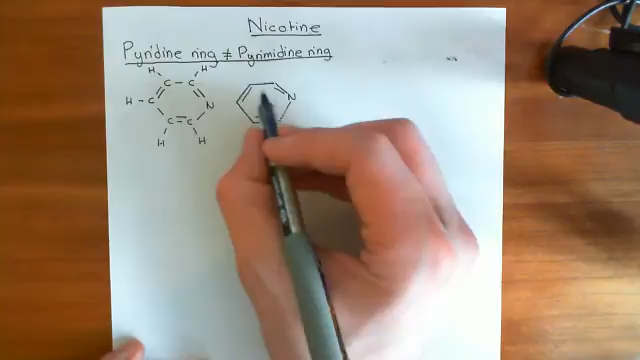 Nicotine
Pyridine ring ≠ Pyrimidine ring
H H
C - C
H - C N N
C = C
H H